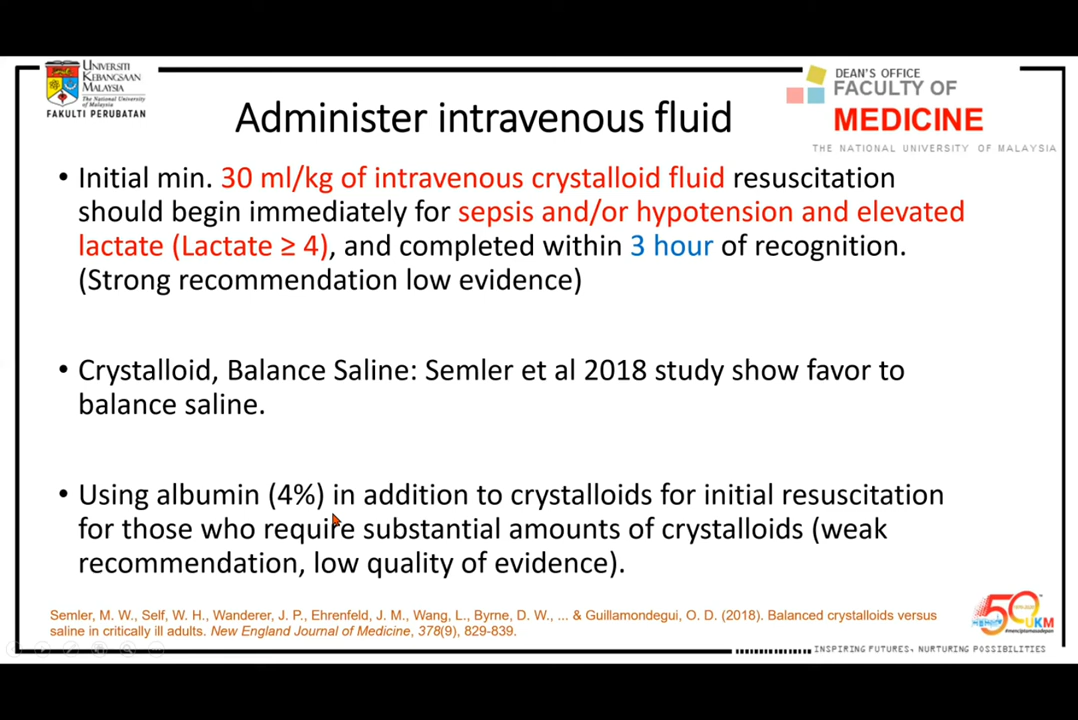 UNIVERSITI
KEBANGSAAN
MALAYSIA
The National University
of Malaysia
FAKULTI PERUBATAN
DEAN'S OFFICE
FACULTY OF
MEDICINE
THE NATIONAL UNIVERSITY OF MALAYSIA
Administer intravenous fluid
• Initial min. 30 ml/kg of intravenous crystalloid fluid resuscitation
should begin immediately for sepsis and/or hypotension and elevated
lactate (Lactate ≥ 4), and completed within 3 hour of recognition.
(Strong recommendation low evidence)
• Crystalloid, Balance Saline: Semler et al 2018 study show favor to
balance saline.
• Using albumin (4%) in addition to crystalloids for initial resuscitation
for those who require substantial amounts of crystalloids (weak
recommendation, low quality of evidence).
Semler, M. W., Self, W. H., Wanderer, J. P., Ehrenfeld, J. M., Wang, L., Byrne, D. W., ... & Guillamondegui, O. D. (2018). Balanced crystalloids versus
saline in critically ill adults. New England Journal of Medicine, 378(9), 829-839.
50
UKM
INSPIRING FUTURES, NURTURING POSSIBILITIES